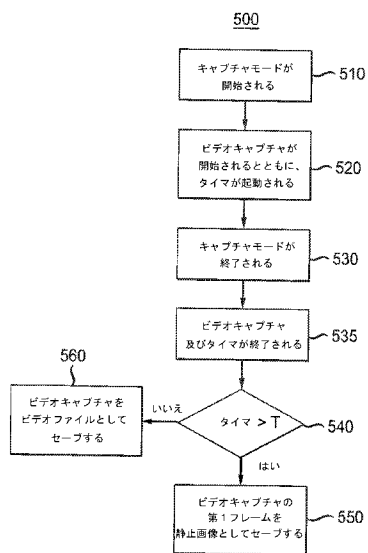 500
キャプチャモードが
開始される
510
ビデオキャプチャが
開始されるとともに、
タイマが起動される
520
キャプチャモードが
終了される
530
ビデオキャプチャ
及びタイマが終了される
535
タイマ > T
540
いいえ
はい
560
ビデオキャプチャを
ビデオファイルとして
セーブする
ビデオキャプチャの
第1フレームを
静止画像としてセーブする
550